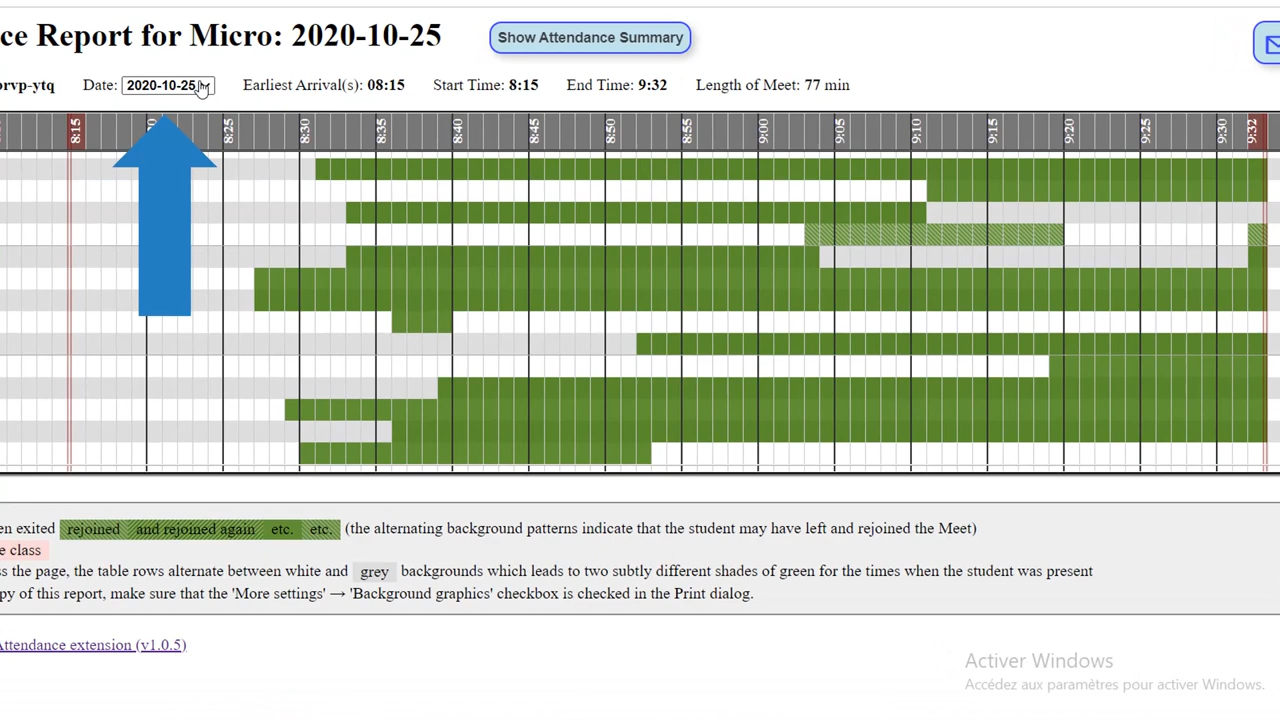 ce Report for Micro: 2020-10-25
Show Attendance Summary
orvp-ytq Date: 2020-10-25 Earliest Arrival(s): 08:15 Start Time: 8:15 End Time: 9:32 Length of Meet: 77 min
8:15 8:25 8:30 8:35 8:40 8:45 8:50 8:55 9:00 9:05 9:10 9:15 9:20 9:25 9:30 9:32
en exited rejoined and rejoined again etc. etc. (the alternating background patterns indicate that the student may have left and rejoined the Meet)
e class
ss the page, the table rows alternate between white and grey backgrounds which leads to two subtly different shades of green for the times when the student was present
py of this report, make sure that the 'More settings' → 'Background graphics' checkbox is checked in the Print dialog.
Attendance extension (v1.0.5)
Activer Windows
Accédez aux paramètres pour activer Windows.